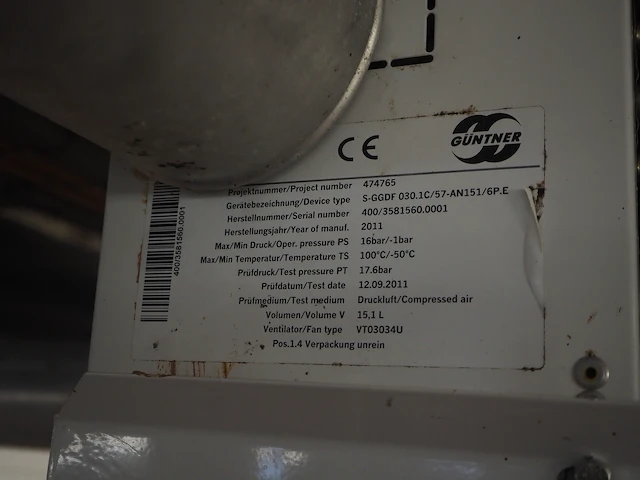 CE
GÜNTNER
Projektnummer/Project number 474765
Gerätebezeichnung/Device type S-GGDF 030.1C/57-AN151/6P.E
Herstellnummer/Serial number 400/3581560.0001
Herstellungsjahr/Year of manuf. 2011
Max/Min Druck/Oper. pressure PS 16bar/-1bar
Max/Min Temperatur/Temperature TS 100°C/-50°C
Prüfdruck/Test pressure PT 17.6bar
Prüfdatum/Test date 12.09.2011
Prüfmedium/Test medium Druckluft/Compressed air
Volumen/Volume V 15,1 L
Ventilator/Fan type VT03034U
Pos.1.4 Verpackung unrein
400/3581560.0001